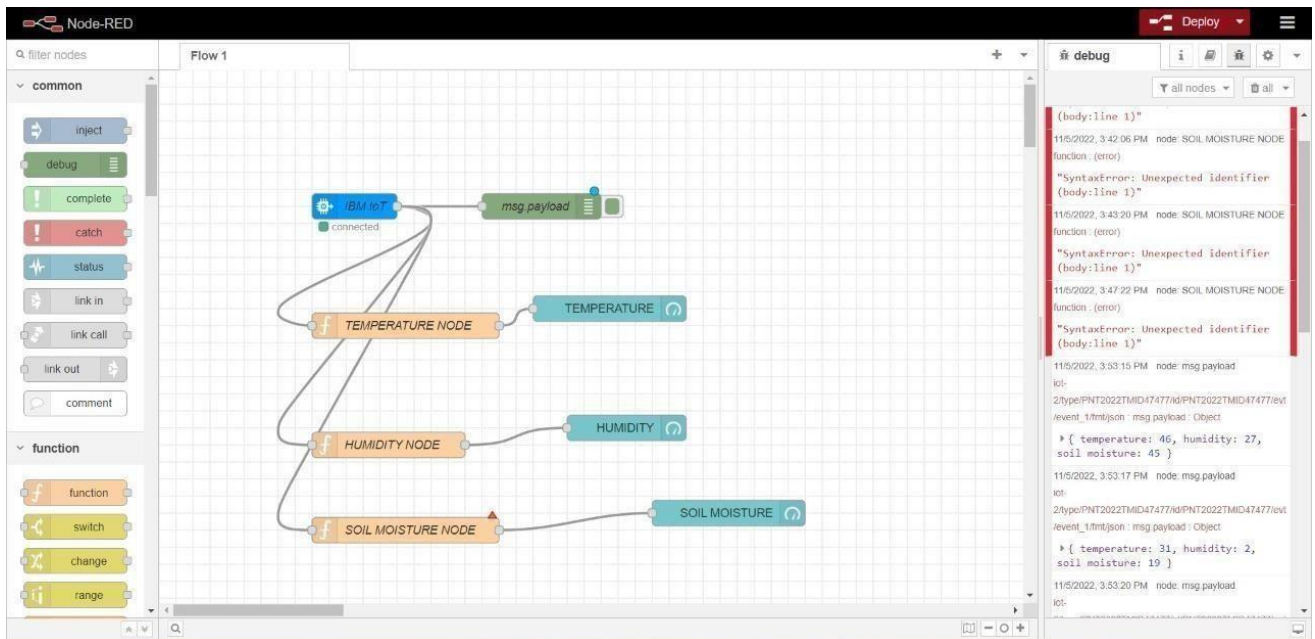 Node-RED
Deploy
filter nodes
common
inject
debug
complete
catch
status
link in
link call
link out
comment
function
function
switch
change
range
Flow 1
IBM IoT
connected
msg.payload
TEMPERATURE NODE
TEMPERATURE
HUMIDITY NODE
HUMIDITY
SOIL MOISTURE NODE
SOIL MOISTURE
debug
i
all nodes
all
(body:line 1)"
11/5/2022, 3:42:06 PM node: SOIL MOISTURE NODE
function : (error)
"SyntaxError: Unexpected identifier
(body:line 1)"
11/5/2022, 3:43:20 PM node: SOIL MOISTURE NODE
function : (error)
"SyntaxError: Unexpected identifier
(body:line 1)"
11/5/2022, 3:47:22 PM node: SOIL MOISTURE NODE
function : (error)
"SyntaxError: Unexpected identifier
(body:line 1)"
11/5/2022, 3:53:15 PM node: msg.payload
iot-
2/type/PNT2022TMID47477/id/PNT2022TMID47477/evt
/event_1/fmt/json : msg.payload : Object
{ temperature: 46, humidity: 27,
soil moisture: 45 }
11/5/2022, 3:53:17 PM node: msg.payload
iot-
2/type/PNT2022TMID47477/id/PNT2022TMID47477/evt
/event_1/fmt/json : msg.payload : Object
{ temperature: 31, humidity: 2,
soil moisture: 19 }
11/5/2022, 3:53:20 PM node: msg.payload
iot-